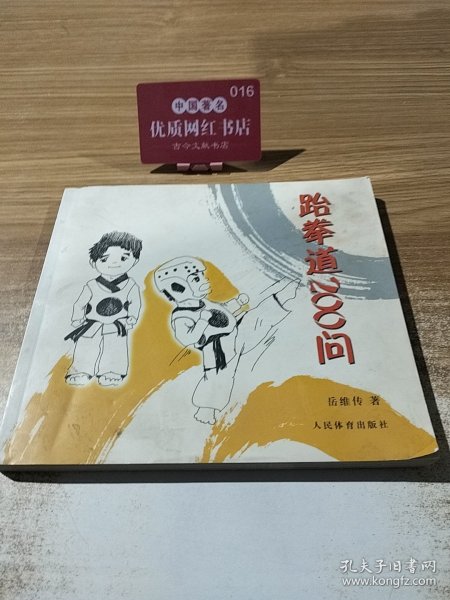 016
中国著名
优质网红书店
古今文献书店
跆拳道200问
岳维传 著
人民体育出版社
孔夫子旧书网
www.kongfz.com